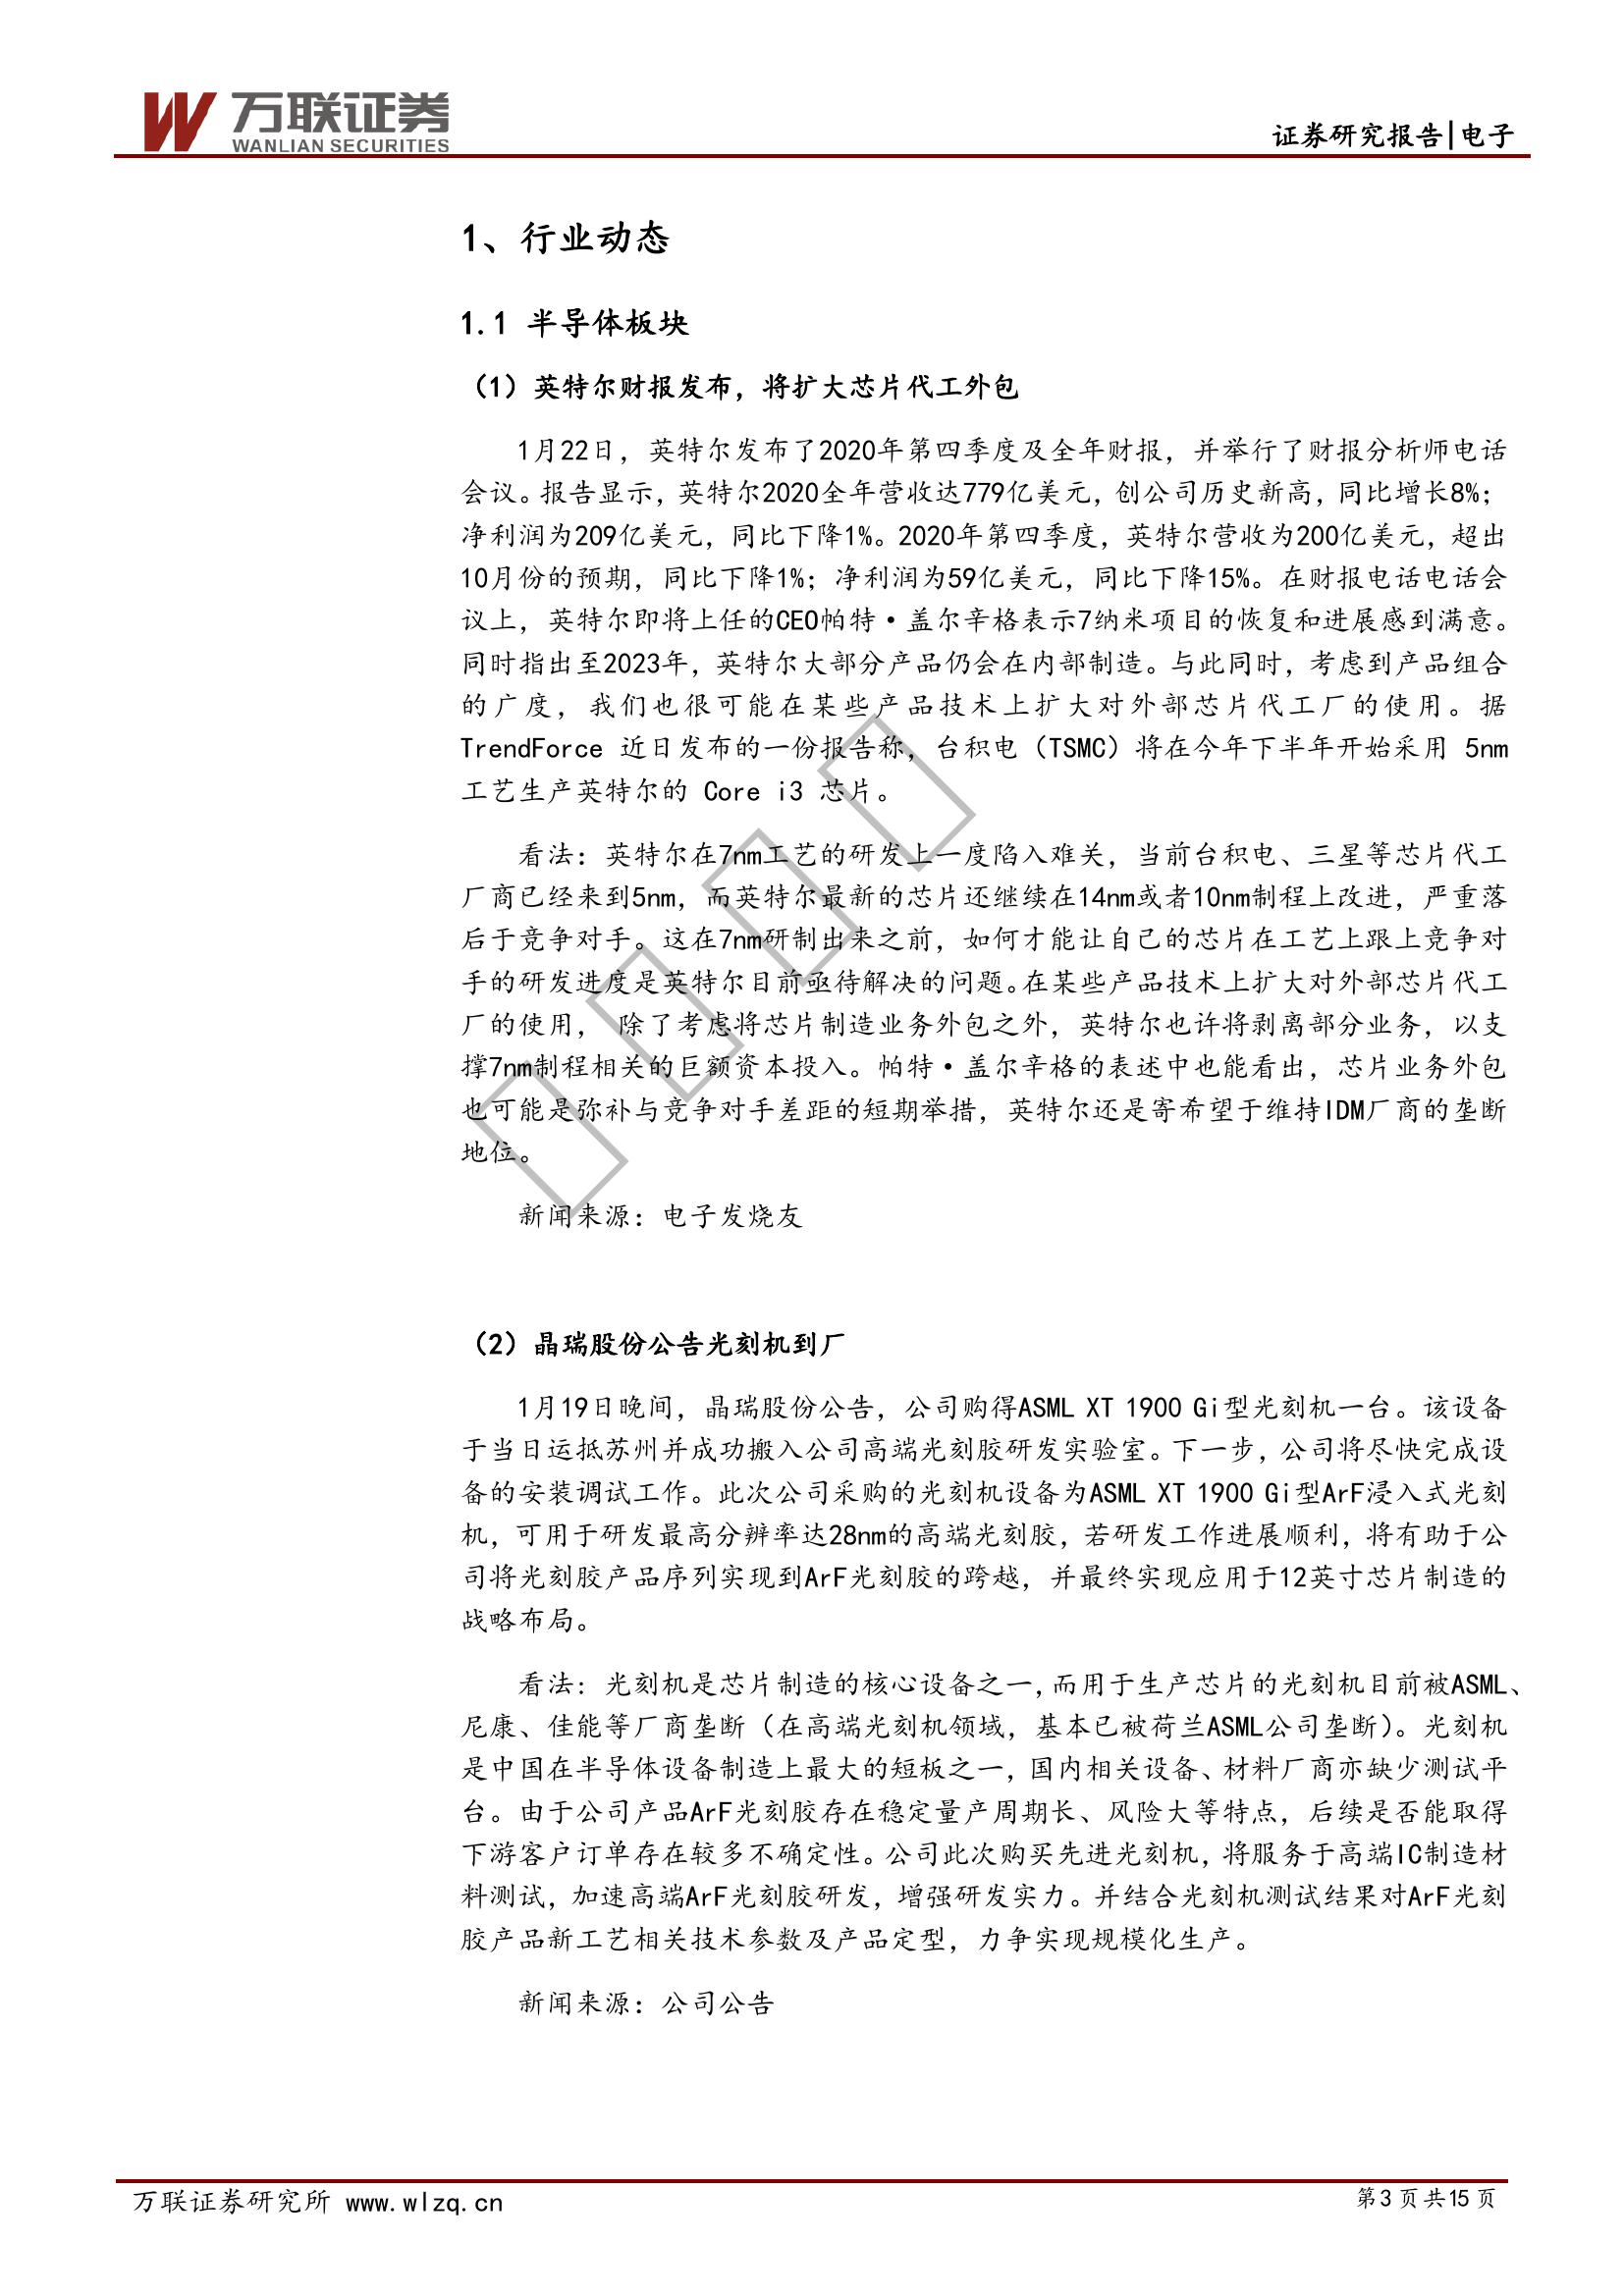 万联证券
WANLIAN SECURITIES
证券研究报告|电子
1、行业动态
1.1 半导体板块
（1）英特尔财报发布，将扩大芯片代工外包
1月22日，英特尔发布了2020年第四季度及全年财报，并举行了财报分析师电话
会议。报告显示，英特尔2020全年营收达779亿美元，创公司历史新高，同比增长8%；
净利润为209亿美元，同比下降1%。2020年第四季度，英特尔营收为200亿美元，超出
10月份的预期，同比下降1%；净利润为59亿美元，同比下降15%。在财报电话电话会
议上，英特尔即将上任的CEO帕特·盖尔辛格表示7纳米项目的恢复和进展感到满意。
同时指出至2023年，英特尔大部分产品仍会在内部制造。与此同时，考虑到产品组合
的广度，我们也很可能在某些产品技术上扩大对外部芯片代工厂的使用。据
TrendForce 近日发布的一份报告称，台积电（TSMC）将在今年下半年开始采用 5nm
工艺生产英特尔的 Core i3 芯片。
看法：英特尔在7nm工艺的研发上一度陷入难关，当前台积电、三星等芯片代工
厂商已经来到5nm，而英特尔最新的芯片还继续在14nm或者10nm制程上改进，严重落
后于竞争对手。这在7nm研制出来之前，如何才能让自己的芯片在工艺上跟上竞争对
手的研发进度是英特尔目前亟待解决的问题。在某些产品技术上扩大对外部芯片代工
厂的使用， 除了考虑将芯片制造业务外包之外，英特尔也许将剥离部分业务，以支
撑7nm制程相关的巨额资本投入。帕特·盖尔辛格的表述中也能看出，芯片业务外包
也可能是弥补与竞争对手差距的短期举措，英特尔还是寄希望于维持IDM厂商的垄断
地位。
新闻来源：电子发烧友
（2）晶瑞股份公告光刻机到厂
1月19日晚间，晶瑞股份公告，公司购得ASML XT 1900 Gi型光刻机一台。该设备
于当日运抵苏州并成功搬入公司高端光刻胶研发实验室。下一步，公司将尽快完成设
备的安装调试工作。此次公司采购的光刻机设备为ASML XT 1900 Gi型ArF浸入式光刻
机，可用于研发最高分辨率达28nm的高端光刻胶，若研发工作进展顺利，将有助于公
司将光刻胶产品序列实现到ArF光刻胶的跨越，并最终实现应用于12英寸芯片制造的
战略布局。
看法：光刻机是芯片制造的核心设备之一，而用于生产芯片的光刻机目前被ASML、
尼康、佳能等厂商垄断（在高端光刻机领域，基本已被荷兰ASML公司垄断）。光刻机
是中国在半导体设备制造上最大的短板之一，国内相关设备、材料厂商亦缺少测试平
台。由于公司产品ArF光刻胶存在稳定量产周期长、风险大等特点，后续是否能取得
下游客户订单存在较多不确定性。公司此次购买先进光刻机，将服务于高端IC制造材
料测试，加速高端ArF光刻胶研发，增强研发实力。并结合光刻机测试结果对ArF光刻
胶产品新工艺相关技术参数及产品定型，力争实现规模化生产。
新闻来源：公司公告
万联证券研究所 www.wlzq.cn
第3页共15页